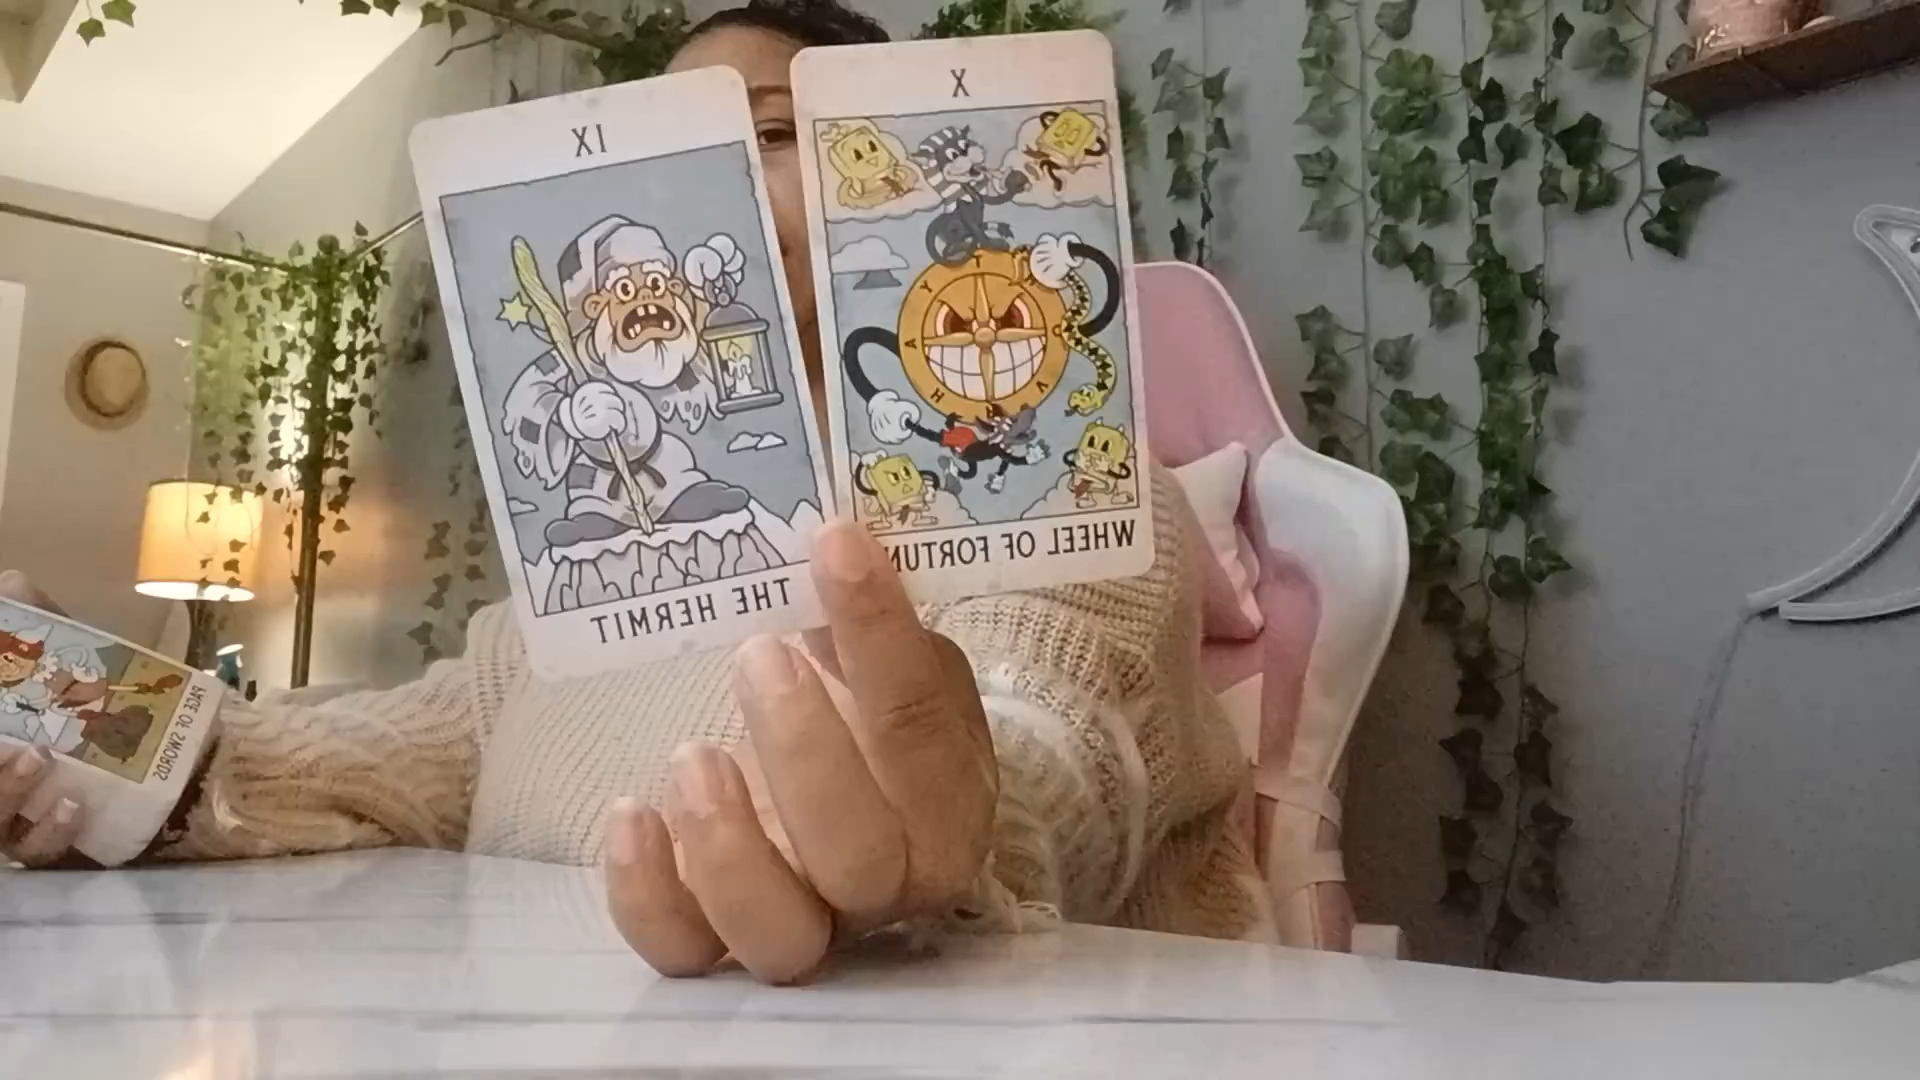 IX
THE HERMIT
X
T
Y
A
H
V
WHEEL OF FORTUN
PAGE OF SWORDS